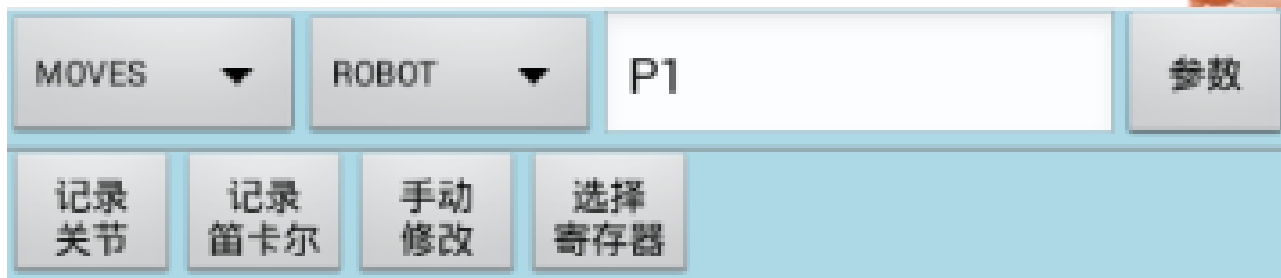 MOVES ROBOT P1 参数
记录 记录 手动 选择
关节 笛卡尔 修改 寄存器